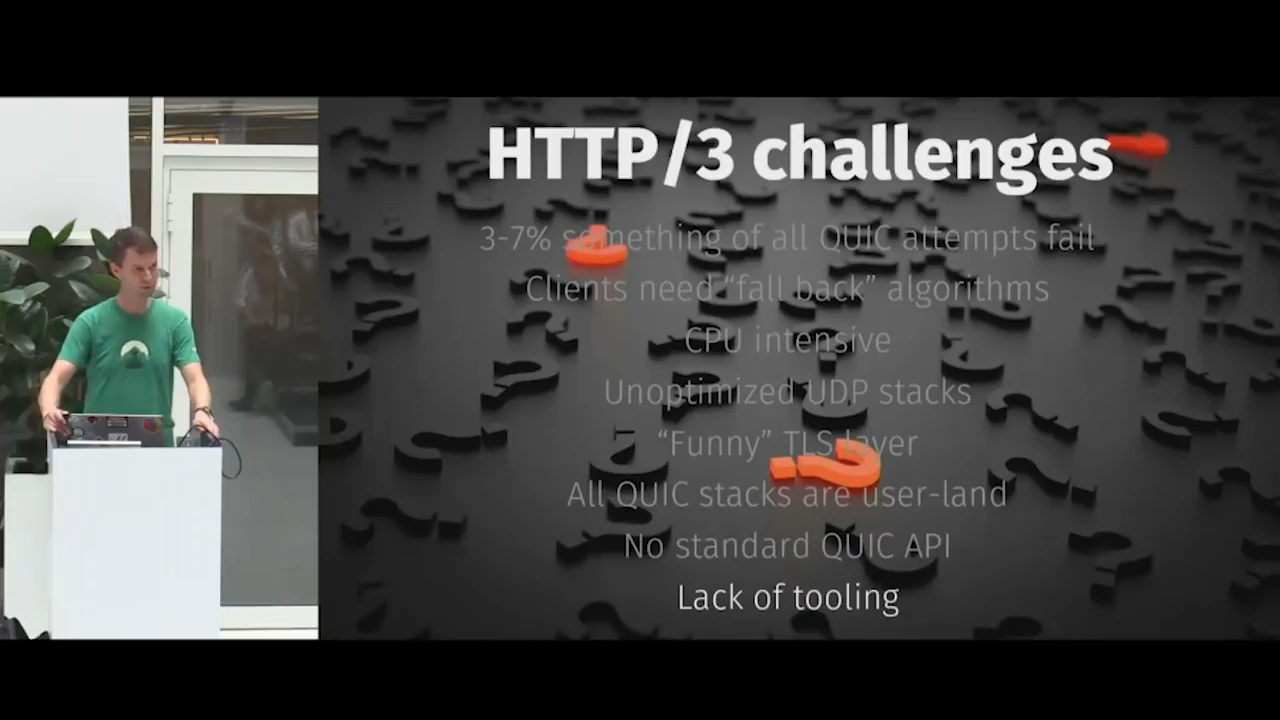 HTTP/3 challenges
3-7% something of all QUIC attempts fail
Clients need “fall back” algorithms
CPU intensive
Unoptimized UDP stacks
“Funny” TLS layer
All QUIC stacks are user-land
No standard QUIC API
Lack of tooling